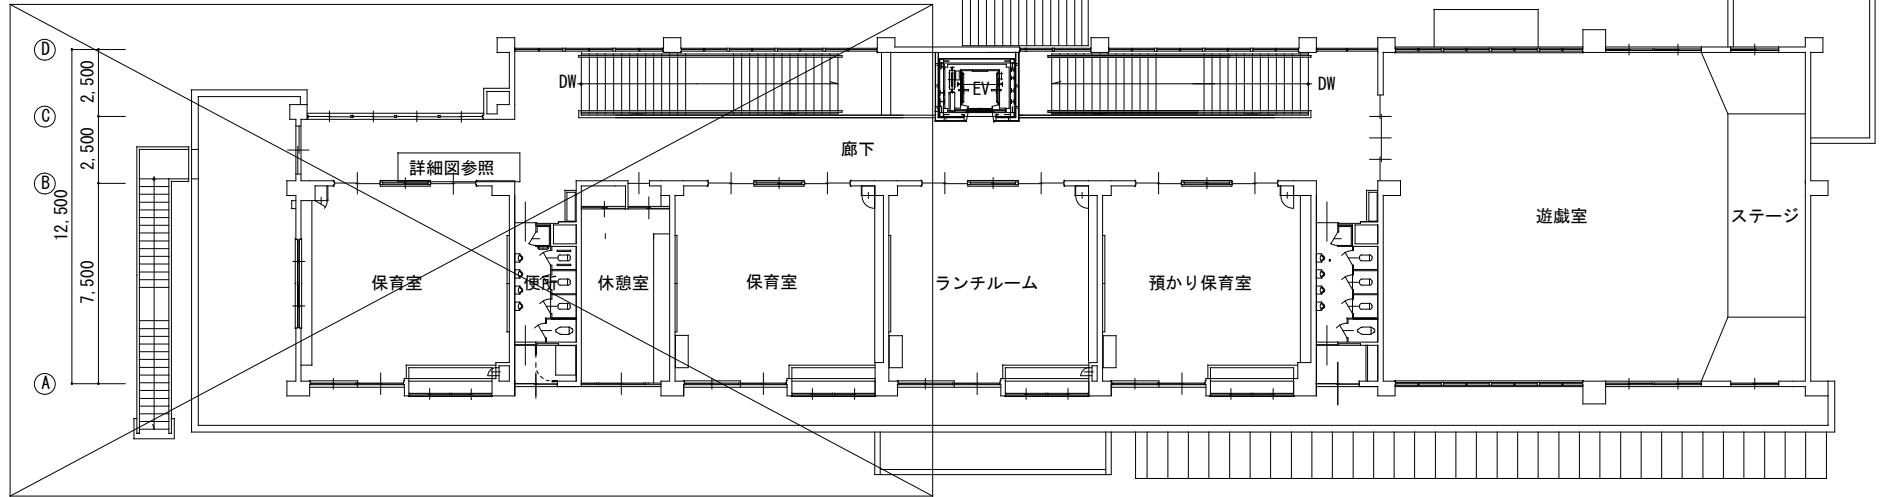 D
C
B
A
2,500
2,500
7,500
12,500
DW
EV
DW
廊下
詳細図参照
遊戯室
ステージ
保育室
便所
休憩室
保育室
ランチルーム
預かり保育室